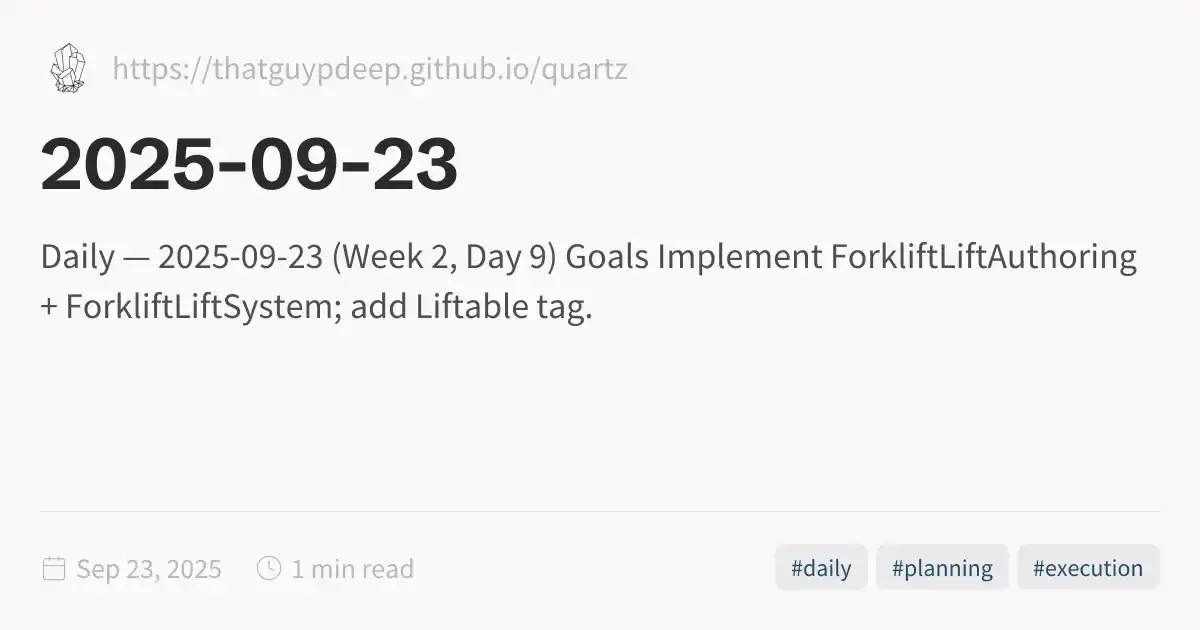 https://thatguypdeep.github.io/quartz
2025-09-23
Daily — 2025-09-23 (Week 2, Day 9) Goals Implement ForkliftLiftAuthoring
+ ForkliftLiftSystem; add Liftable tag.
Sep 23, 2025 1 min read #daily #planning #execution